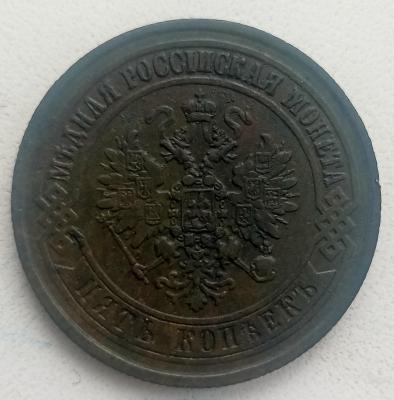 МѢДНАЯ РОССІЙСКАЯ МОНЕТА
ПЯТЬ КОПѢЕКЪ